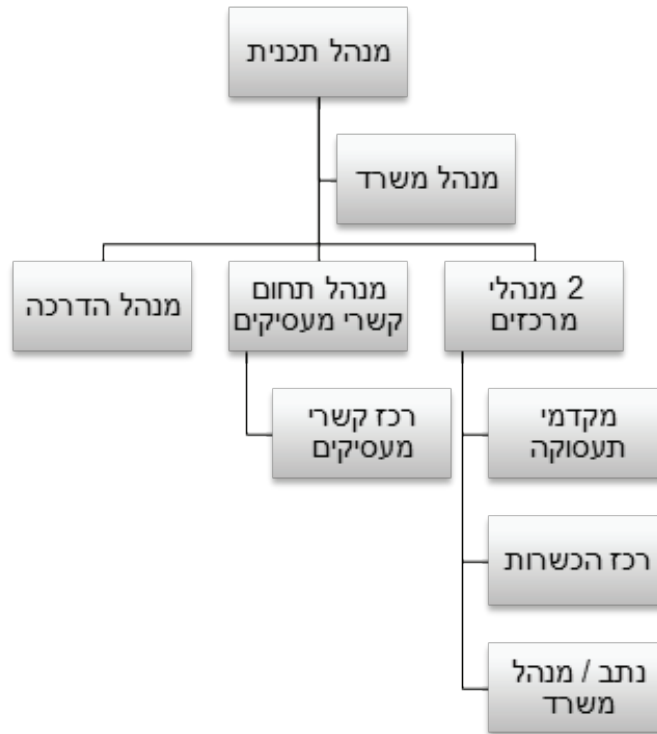 מנהל תכנית
מנהל משרד
2 מנהלי
מרכזים
מנהל תחום
קשרי מעסיקים
מנהל הדרכה
מקדמי
תעסוקה
רכז קשרי
מעסיקים
רכז הכשרות
נתב / מנהל
משרד